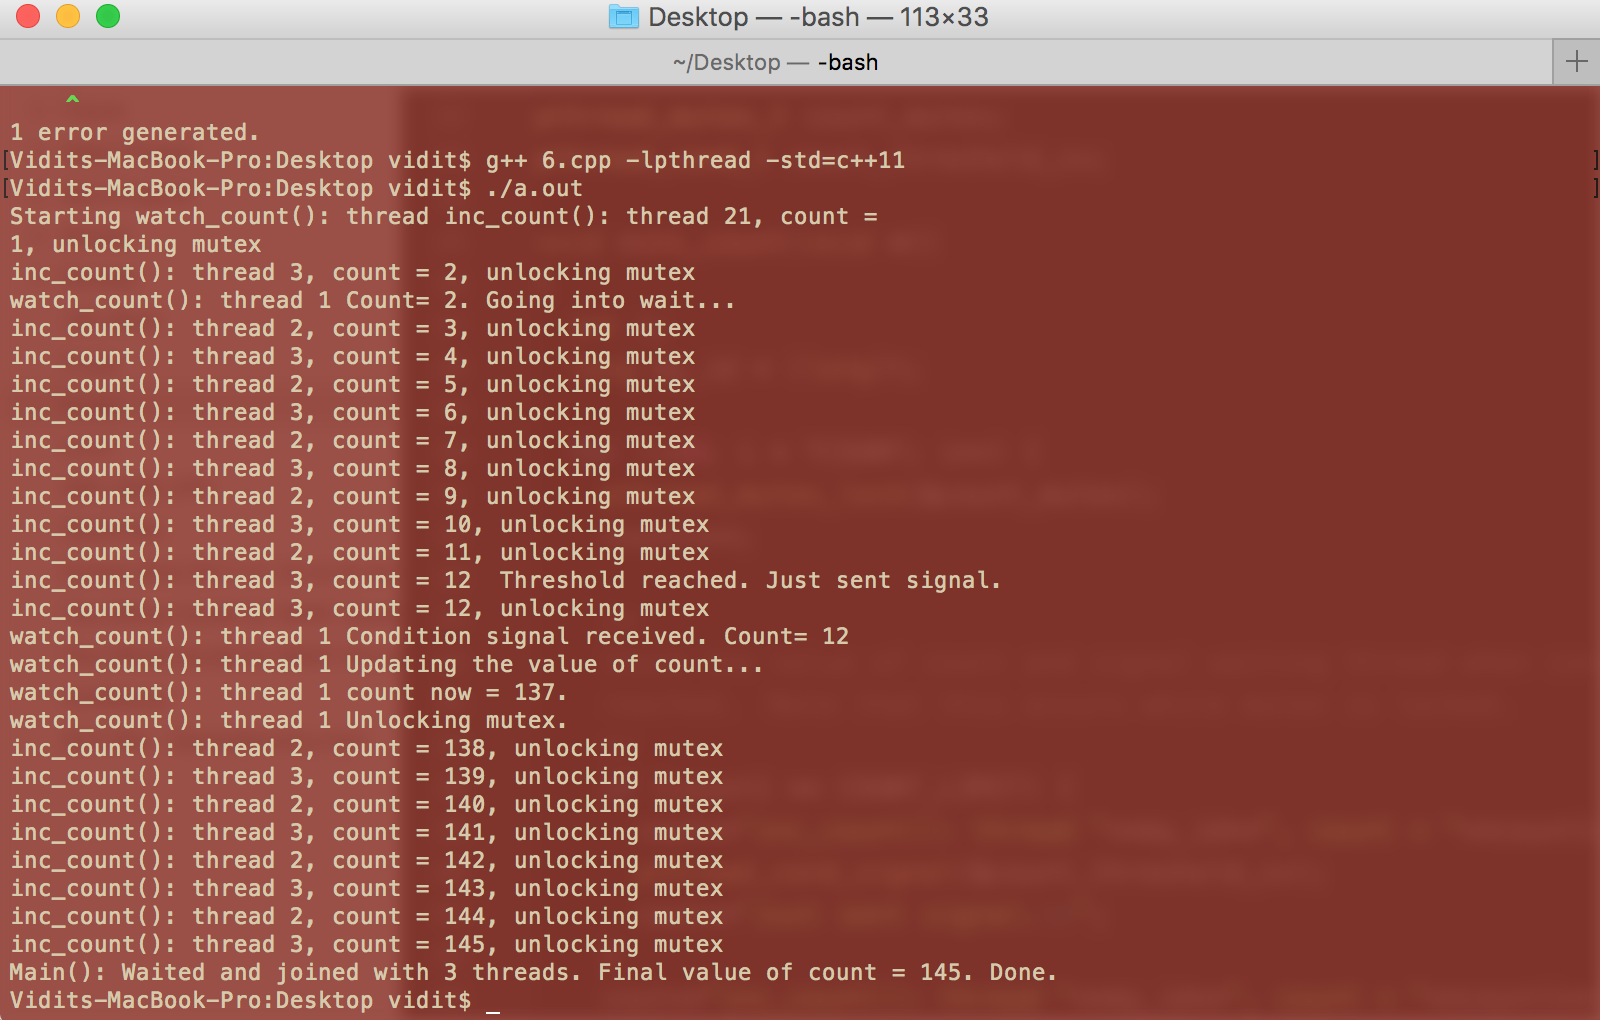 Desktop — -bash — 113×33
~/Desktop — -bash
^
1 error generated.
[Vidits-MacBook-Pro:Desktop vidit$ g++ 6.cpp -lpthread -std=c++11 ]
[Vidits-MacBook-Pro:Desktop vidit$ ./a.out ]
Starting watch_count(): thread inc_count(): thread 21, count =
1, unlocking mutex
inc_count(): thread 3, count = 2, unlocking mutex
watch_count(): thread 1 Count= 2. Going into wait...
inc_count(): thread 2, count = 3, unlocking mutex
inc_count(): thread 3, count = 4, unlocking mutex
inc_count(): thread 2, count = 5, unlocking mutex
inc_count(): thread 3, count = 6, unlocking mutex
inc_count(): thread 2, count = 7, unlocking mutex
inc_count(): thread 3, count = 8, unlocking mutex
inc_count(): thread 2, count = 9, unlocking mutex
inc_count(): thread 3, count = 10, unlocking mutex
inc_count(): thread 2, count = 11, unlocking mutex
inc_count(): thread 3, count = 12  Threshold reached. Just sent signal.
inc_count(): thread 3, count = 12, unlocking mutex
watch_count(): thread 1 Condition signal received. Count= 12
watch_count(): thread 1 Updating the value of count...
watch_count(): thread 1 count now = 137.
watch_count(): thread 1 Unlocking mutex.
inc_count(): thread 2, count = 138, unlocking mutex
inc_count(): thread 3, count = 139, unlocking mutex
inc_count(): thread 2, count = 140, unlocking mutex
inc_count(): thread 3, count = 141, unlocking mutex
inc_count(): thread 2, count = 142, unlocking mutex
inc_count(): thread 3, count = 143, unlocking mutex
inc_count(): thread 2, count = 144, unlocking mutex
inc_count(): thread 3, count = 145, unlocking mutex
Main(): Waited and joined with 3 threads. Final value of count = 145. Done.
Vidits-MacBook-Pro:Desktop vidit$ _